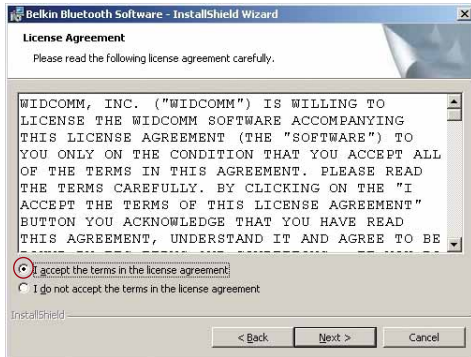 Belkin Bluetooth Software - InstallShield Wizard
License Agreement
Please read the following license agreement carefully.
WIDCOMM, INC. ("WIDCOMM") IS WILLING TO
LICENSE THE WIDCOMM SOFTWARE ACCOMPANYING
THIS LICENSE AGREEMENT (THE "SOFTWARE") TO
YOU ONLY ON THE CONDITION THAT YOU ACCEPT ALL
OF THE TERMS IN THIS AGREEMENT. PLEASE READ
THE TERMS CAREFULLY. BY CLICKING ON THE "I
ACCEPT THE TERMS OF THIS LICENSE AGREEMENT"
BUTTON YOU ACKNOWLEDGE THAT YOU HAVE READ
THIS AGREEMENT, UNDERSTAND IT AND AGREE TO BE
I accept the terms in the license agreement
I do not accept the terms in the license agreement
InstallShield
< Back Next > Cancel